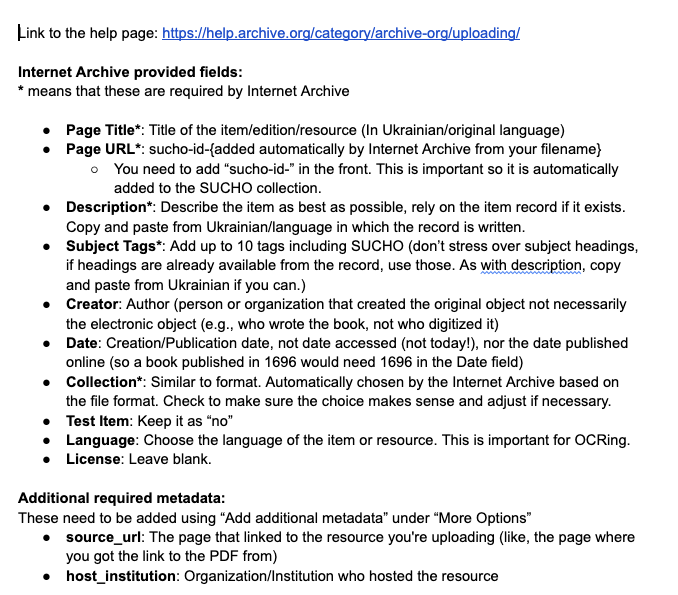 Link to the help page: https://help.archive.org/category/archive-org/uploading/
Internet Archive provided fields:
* means that these are required by Internet Archive
● Page Title*: Title of the item/edition/resource (In Ukrainian/original language)
● Page URL*: sucho-id-{added automatically by Internet Archive from your filename}
○ You need to add “sucho-id-” in the front. This is important so it is automatically
added to the SUCHO collection.
● Description*: Describe the item as best as possible, rely on the item record if it exists.
Copy and paste from Ukrainian/language in which the record is written.
● Subject Tags*: Add up to 10 tags including SUCHO (don’t stress over subject headings,
if headings are already available from the record, use those. As with description, copy
and paste from Ukrainian if you can.)
● Creator: Author (person or organization that created the original object not necessarily
the electronic object (e.g., who wrote the book, not who digitized it)
● Date: Creation/Publication date, not date accessed (not today!), nor the date published
online (so a book published in 1696 would need 1696 in the Date field)
● Collection*: Similar to format. Automatically chosen by the Internet Archive based on
the file format. Check to make sure the choice makes sense and adjust if necessary.
● Test Item: Keep it as “no”
● Language: Choose the language of the item or resource. This is important for OCRing.
● License: Leave blank.
Additional required metadata:
These need to be added using “Add additional metadata” under “More Options”
● source_url: The page that linked to the resource you're uploading (like, the page where
you got the link to the PDF from)
● host_institution: Organization/Institution who hosted the resource